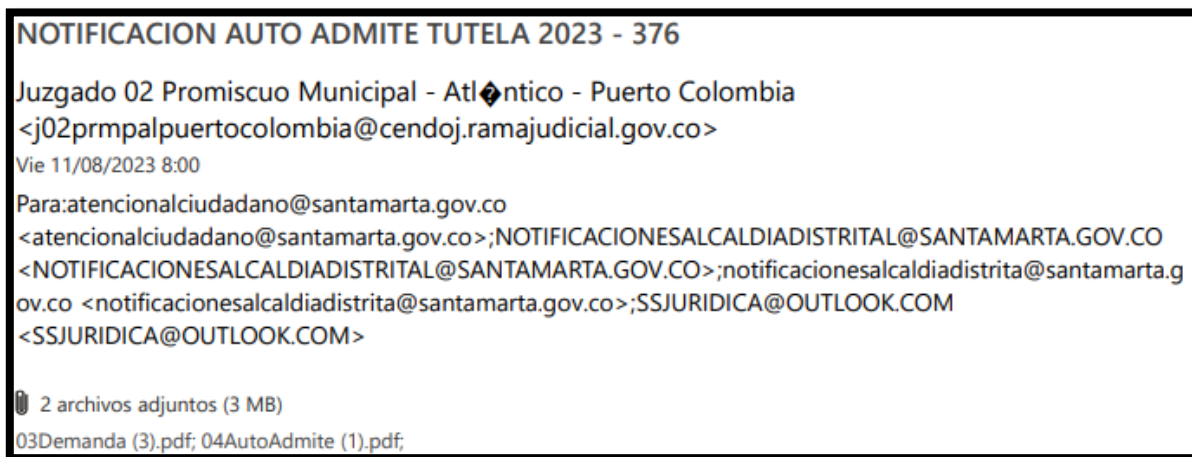 NOTIFICACION AUTO ADMITE TUTELA 2023 - 376
Juzgado 02 Promiscuo Municipal - Atl�ntico - Puerto Colombia
<j02prmpalpuertocolombia@cendoj.ramajudicial.gov.co>
Vie 11/08/2023 8:00
Para:atencionalciudadano@santamarta.gov.co
<atencionalciudadano@santamarta.gov.co>;NOTIFICACIONESALCALDIADISTRITAL@SANTAMARTA.GOV.CO
<NOTIFICACIONESALCALDIADISTRITAL@SANTAMARTA.GOV.CO>;notificacionesalcaldiadistrita@santamarta.g
ov.co <notificacionesalcaldiadistrita@santamarta.gov.co>;SSJURIDICA@OUTLOOK.COM
<SSJURIDICA@OUTLOOK.COM>
2 archivos adjuntos (3 MB)
03Demanda (3).pdf; 04AutoAdmite (1).pdf;